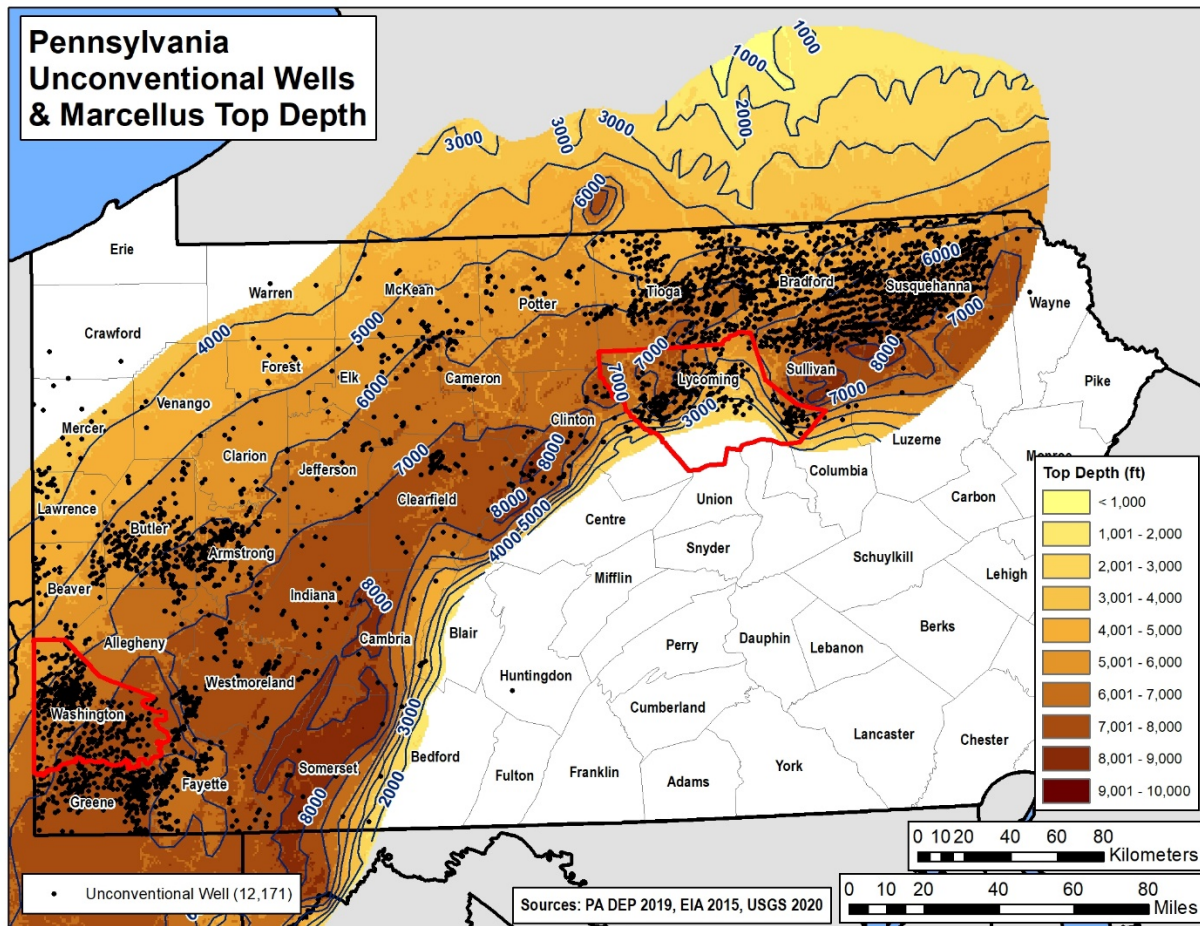 Pennsylvania
Unconventional Wells
& Marcellus Top Depth
1000
1000
2000
3000
3000
3000
6000
Erie
Warren
McKean
Potter
Tioga
Bradford
Susquehanna
6000
Wayne
Crawford
4000
5000
Forest
Elk
6000
Cameron
7000
7000
Lycoming
Sullivan
8000
7000
7000
Pike
Venango
Mercer
Clarion
Jefferson
7000
Clinton
8000
3000
Luzerne
Columbia
Monroe
Lawrence
Butler
Armstrong
Clearfield
8000
4000
5000
Centre
Union
Carbon
Snyder
Schuylkill
Lehigh
Beaver
Indiana
8000
Mifflin
Allegheny
Cambria
Blair
Perry
Dauphin
Lebanon
Berks
Westmoreland
Huntingdon
Washington
3000
Cumberland
Lancaster
Chester
Bedford
Somerset
Fayette
Fulton
Franklin
Adams
York
Greene
8000
2000
6000
7000
8000
Top Depth (ft)
< 1,000
1,001 - 2,000
2,001 - 3,000
3,001 - 4,000
4,001 - 5,000
5,001 - 6,000
6,001 - 7,000
7,001 - 8,000
8,001 - 9,000
9,001 - 10,000
0 10 20 40 60 80
Kilometers
0 10 20 40 60 80
Miles
Unconventional Well (12,171)
Sources: PA DEP 2019, EIA 2015, USGS 2020